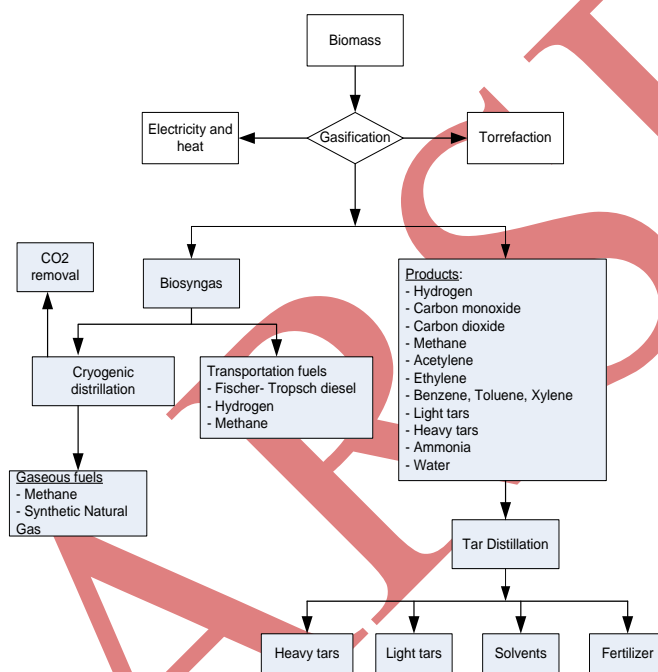 Biomass
Electricity and
heat
Gasification
Torrefaction
CO2
removal
Biosyngas
Products:
- Hydrogen
- Carbon monoxide
- Carbon dioxide
- Methane
- Acetylene
- Ethylene
- Benzene, Toluene, Xylene
- Light tars
- Heavy tars
- Ammonia
- Water
Cryogenic
distrillation
Transportation fuels
- Fischer- Tropsch diesel
- Hydrogen
- Methane
Gaseous fuels
- Methane
- Synthetic Natural
Gas
Tar Distillation
Heavy tars
Light tars
Solvents
Fertilizer